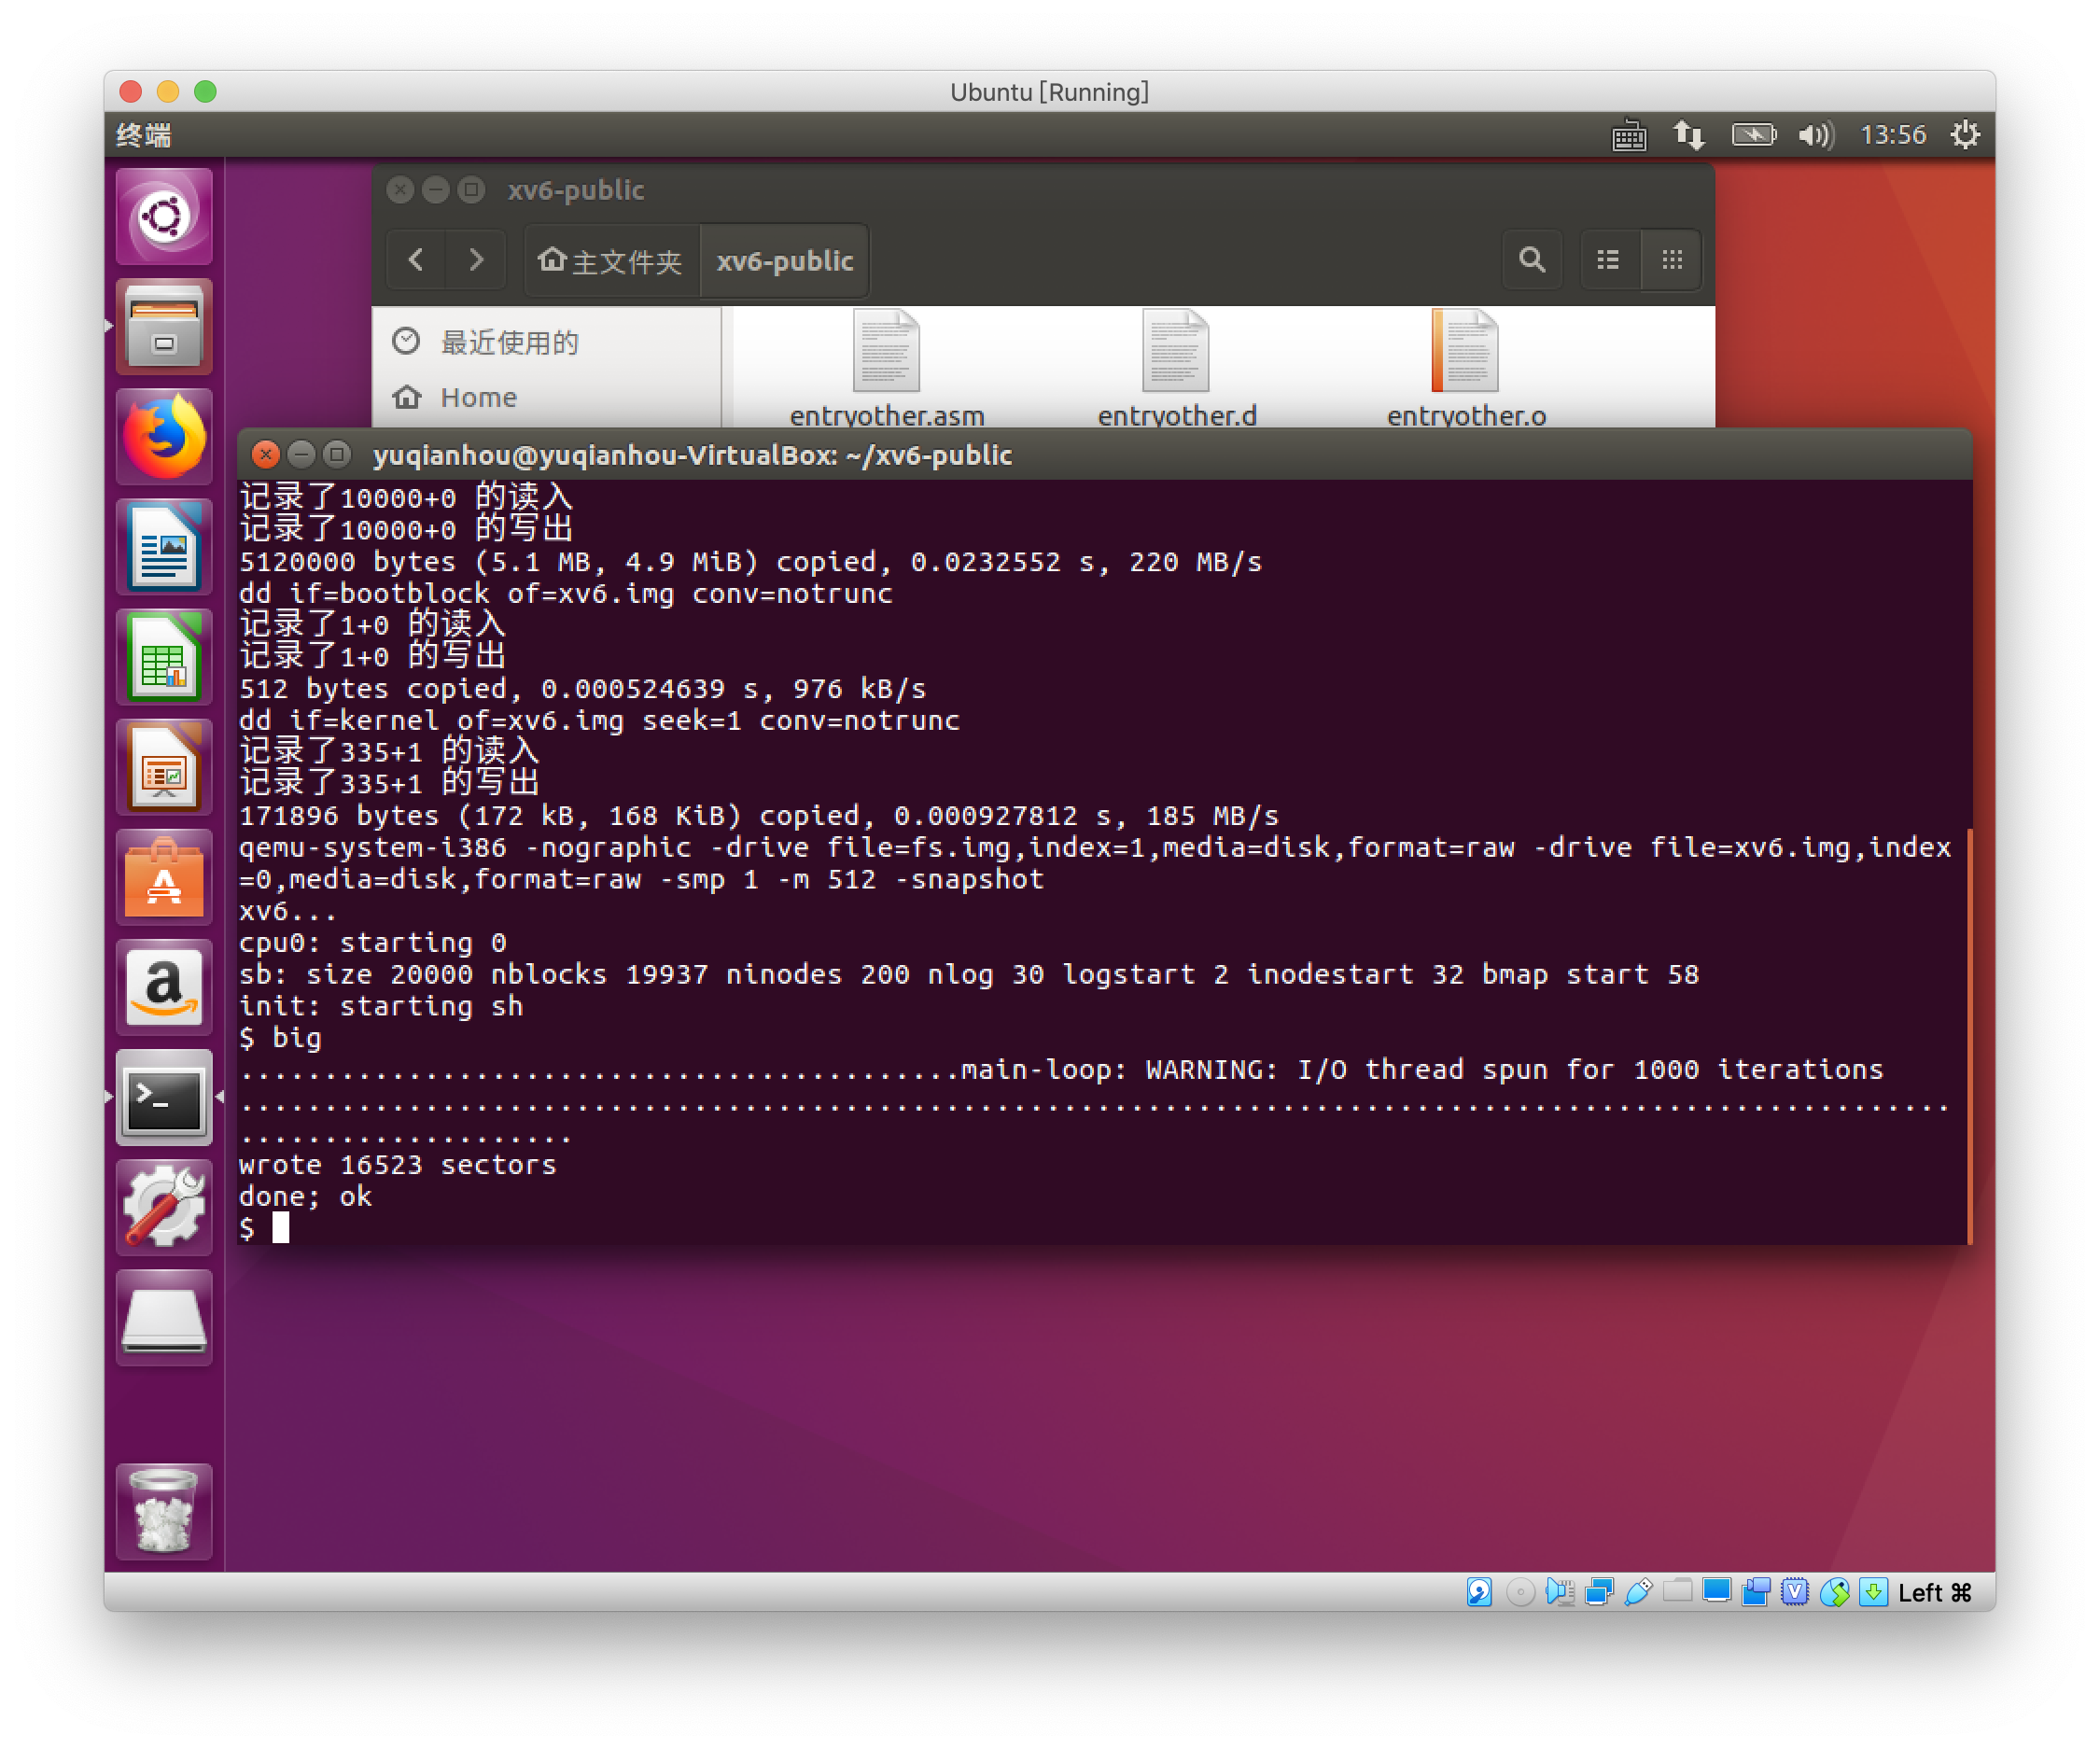 Ubuntu [Running]
终端
13:56
xv6-public
主文件夹
xv6-public
最近使用的
Home
entryother.asm
entryother.d
entryother.o
yuqianhou@yuqianhou-VirtualBox: ~/xv6-public
记录了10000+0 的读入
记录了10000+0 的写出
5120000 bytes (5.1 MB, 4.9 MiB) copied, 0.0232552 s, 220 MB/s
dd if=bootblock of=xv6.img conv=notrunc
记录了1+0 的读入
记录了1+0 的写出
512 bytes copied, 0.000524639 s, 976 kB/s
dd if=kernel of=xv6.img seek=1 conv=notrunc
记录了335+1 的读入
记录了335+1 的写出
171896 bytes (172 kB, 168 KiB) copied, 0.000927812 s, 185 MB/s
qemu-system-i386 -nographic -drive file=fs.img,index=1,media=disk,format=raw -drive file=xv6.img,index
=0,media=disk,format=raw -smp 1 -m 512 -snapshot
xv6...
cpu0: starting 0
sb: size 20000 nblocks 19937 ninodes 200 nlog 30 logstart 2 inodestart 32 bmap start 58
init: starting sh
$ big
...........................................main-loop: WARNING: I/O thread spun for 1000 iterations
......................................................................................................
....................
wrote 16523 sectors
done; ok
$
Left ⌘